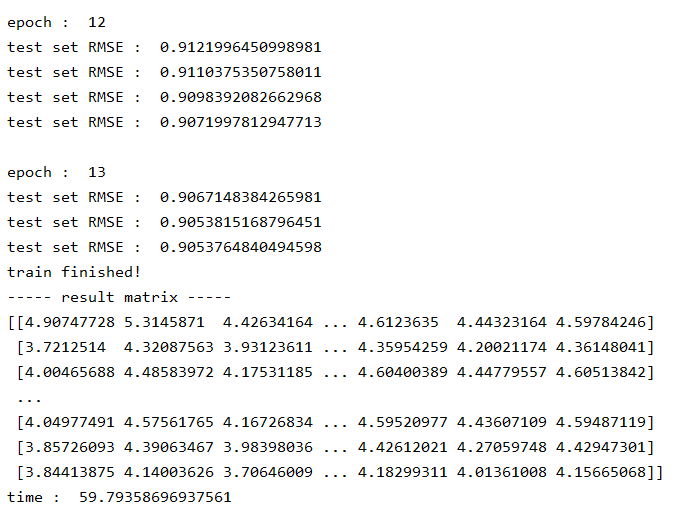 epoch :  12
test set RMSE :  0.9121996450998981
test set RMSE :  0.9110375350758011
test set RMSE :  0.9098392082662968
test set RMSE :  0.9071997812947713

epoch :  13
test set RMSE :  0.9067148384265981
test set RMSE :  0.9053815168796451
test set RMSE :  0.9053764840494598
train finished!
----- result matrix -----
[[4.90747728 5.3145871  4.42634164 ... 4.6123635  4.44323164 4.59784246]
 [3.7212514  4.32087563 3.93123611 ... 4.35954259 4.20021174 4.36148041]
 [4.00465688 4.48583972 4.17531185 ... 4.60400389 4.44779557 4.60513842]
 ...
 [4.04977491 4.57561765 4.16726834 ... 4.59520977 4.43607109 4.59487119]
 [3.85726093 4.39063467 3.98398036 ... 4.42612021 4.27059748 4.42947301]
 [3.84413875 4.14003626 3.70646009 ... 4.18299311 4.01361008 4.15665068]]
time :  59.79358696937561